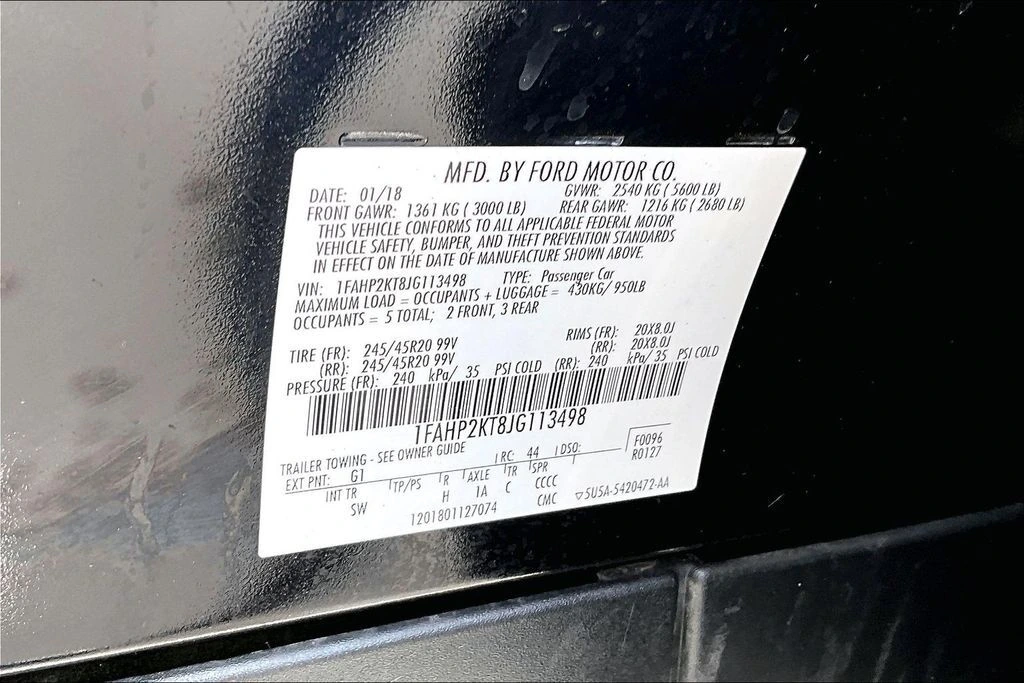 MFD. BY FORD MOTOR CO.
DATE: 01/18 GVWR: 2540 KG ( 5600 LB)
FRONT GAWR: 1361 KG ( 3000 LB) REAR GAWR: 1216 KG ( 2680 LB)
THIS VEHICLE CONFORMS TO ALL APPLICABLE FEDERAL MOTOR
VEHICLE SAFETY, BUMPER, AND THEFT PREVENTION STANDARDS
IN EFFECT ON THE DATE OF MANUFACTURE SHOWN ABOVE.
VIN: 1FAHP2KT8JG113498 TYPE: Passenger Car
MAXIMUM LOAD = OCCUPANTS + LUGGAGE = 430KG/ 950LB
OCCUPANTS = 5 TOTAL; 2 FRONT, 3 REAR
TIRE (FR): 245/45R20 99V RIMS (FR): 20X8.0J
(RR): 245/45R20 99V (RR): 20X8.0J
PRESSURE (FR): 240 kPa/ 35 PSI COLD (RR): 240 kPa/ 35 PSI COLD
1FAHP2KT8JG113498
TRAILER TOWING - SEE OWNER GUIDE
EXT PNT: G1 RC: 44 DSO: F0096
R0127
INT TR TP/PS R AXLE TR SPR
SW H 1A C CCCC
CMC
1201801127074 ▽5U5A-5420472-AA